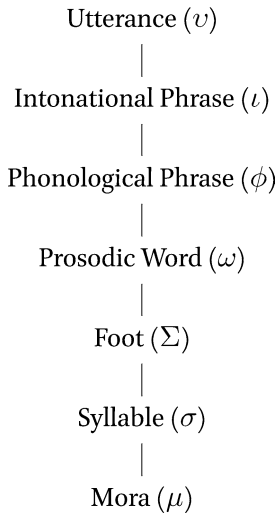 Utterance (υ)
Intonational Phrase (ι)
Phonological Phrase (ϕ)
Prosodic Word (ω)
Foot (Σ)
Syllable (σ)
Mora (μ)